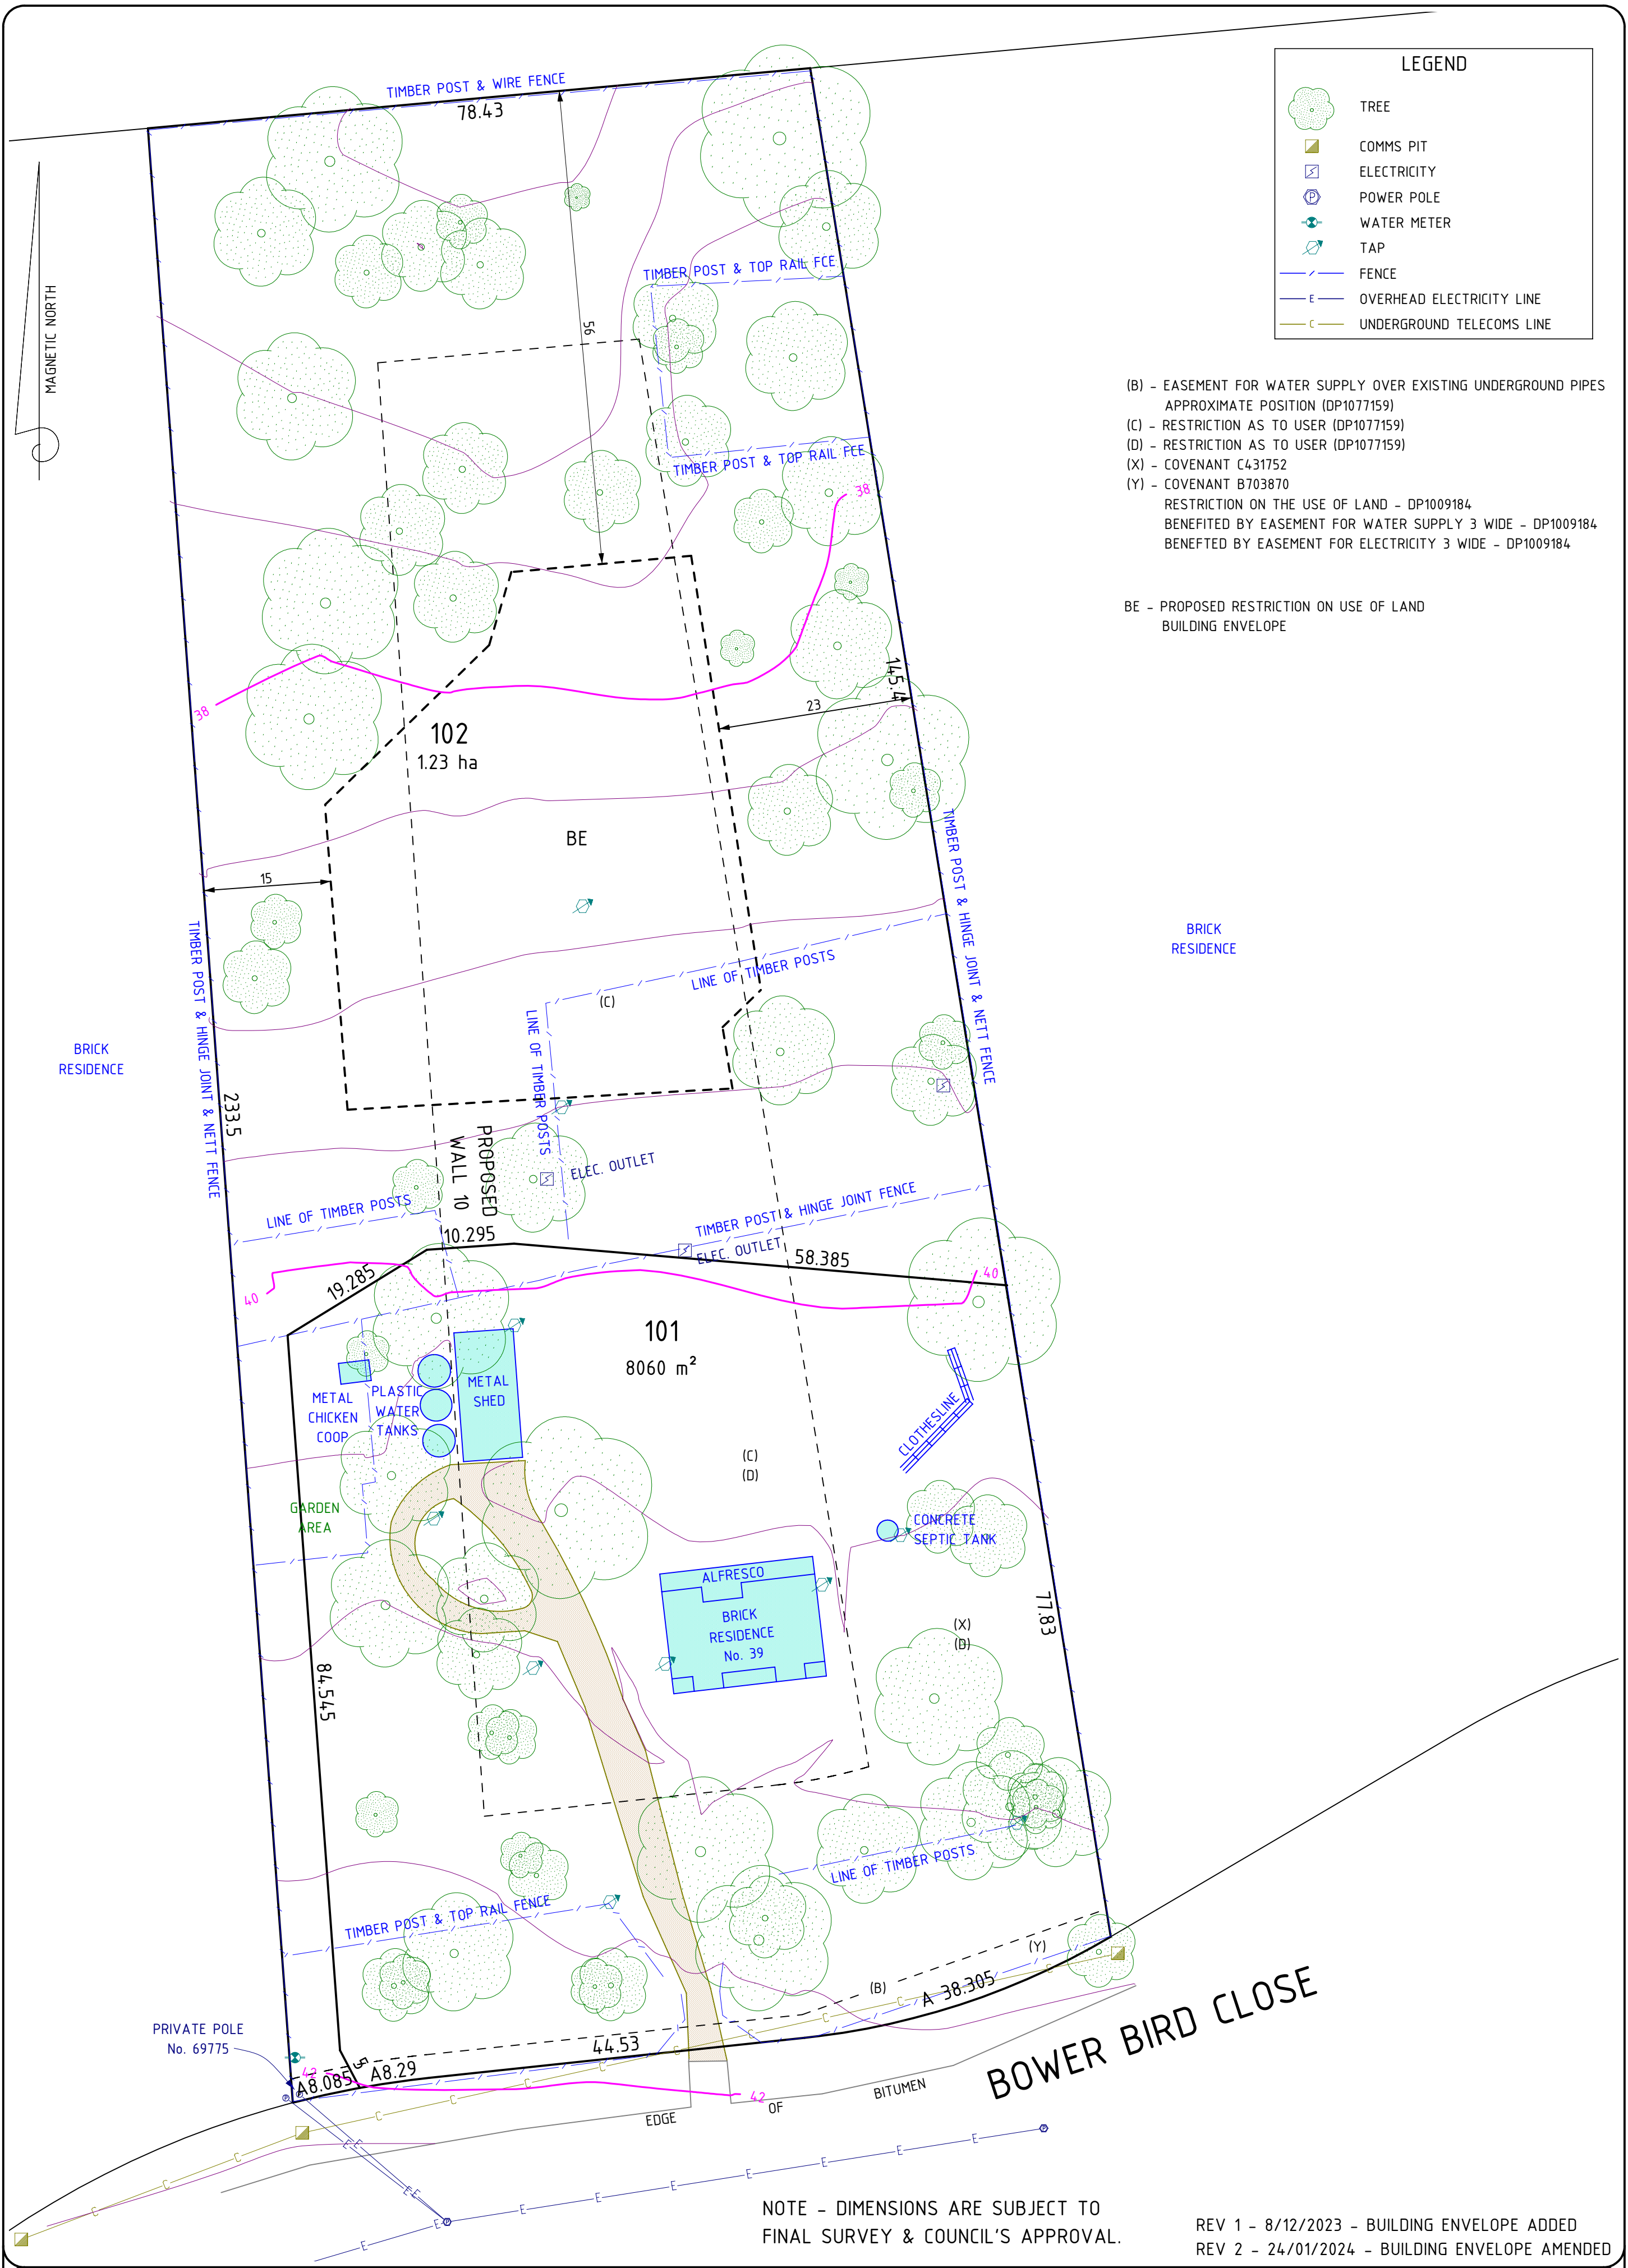 TIMBER POST & WIRE FENCE
78.43
LEGEND
TREE
COMMS PIT
ELECTRICITY
P
POWER POLE
WATER METER
TAP
FENCE
E
OVERHEAD ELECTRICITY LINE
C
UNDERGROUND TELECOMS LINE
MAGNETIC NORTH
TIMBER POST & TOP RAIL FCE
56
(B) - EASEMENT FOR WATER SUPPLY OVER EXISTING UNDERGROUND PIPES
APPROXIMATE POSITION (DP1077159)
(C) - RESTRICTION AS TO USER (DP1077159)
(D) - RESTRICTION AS TO USER (DP1077159)
(X) - COVENANT C431752
(Y) - COVENANT B703870
RESTRICTION ON THE USE OF LAND - DP1009184
BENEFITED BY EASEMENT FOR WATER SUPPLY 3 WIDE - DP1009184
BENEFTED BY EASEMENT FOR ELECTRICITY 3 WIDE - DP1009184
TIMBER POST & TOP RAIL FCE
38
BE - PROPOSED RESTRICTION ON USE OF LAND
BUILDING ENVELOPE
38
145.4
23
102
1.23 ha
BE
15
TIMBER POST & HINGE JOINT & NETT FENCE
TIMBER POST & HINGE JOINT & NETT FENCE
BRICK
RESIDENCE
LINE OF TIMBER POSTS
(C)
LINE OF TIMBER POSTS
BRICK
RESIDENCE
233.5
PROPOSED
WALL 10
ELEC. OUTLET
LINE OF TIMBER POSTS
TIMBER POST & HINGE JOINT FENCE
10.295
ELEC. OUTLET
58.385
19.285
40
40
101
8060 m²
METAL
SHED
METAL
CHICKEN
COOP
PLASTIC
WATER
TANKS
CLOTHESLINE
(C)
(D)
GARDEN
AREA
CONCRETE
SEPTIC TANK
ALFRESCO
BRICK
RESIDENCE
No. 39
77.83
(X)
(D)
84.545
LINE OF TIMBER POSTS
TIMBER POST & TOP RAIL FENCE
(Y)
(B)
A 38.305
PRIVATE POLE
No. 69775
44.53
5
A8.29
A8.085
42
42
BOWER BIRD CLOSE
EDGE
OF
BITUMEN
NOTE - DIMENSIONS ARE SUBJECT TO
FINAL SURVEY & COUNCIL'S APPROVAL.
REV 1 - 8/12/2023 - BUILDING ENVELOPE ADDED
REV 2 - 24/01/2024 - BUILDING ENVELOPE AMENDED